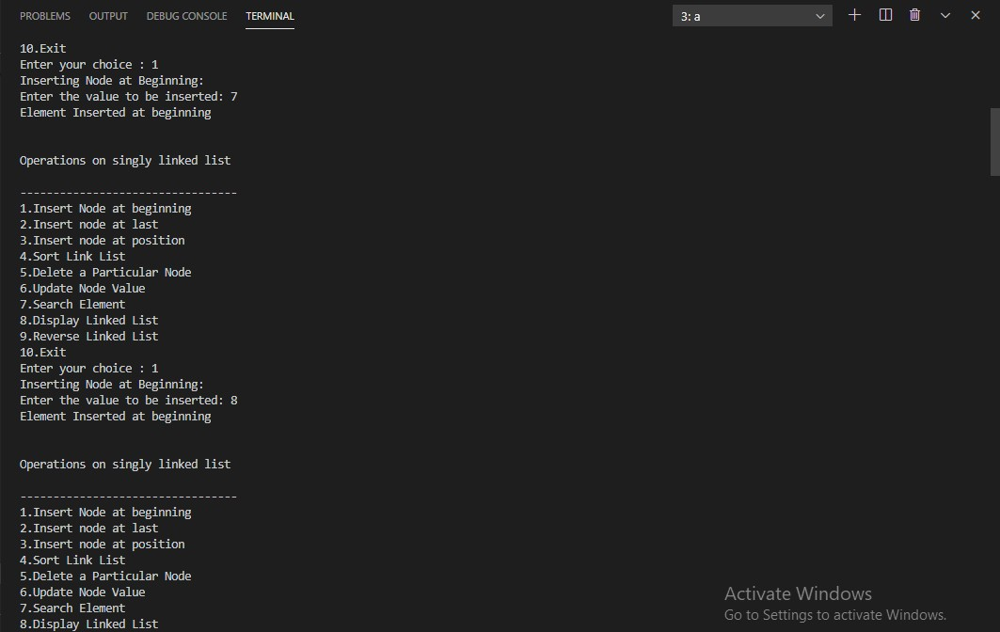 PROBLEMS OUTPUT DEBUG CONSOLE TERMINAL 3: a
10.Exit
Enter your choice : 1
Inserting Node at Beginning:
Enter the value to be inserted: 7
Element Inserted at beginning
Operations on singly linked list
---------------------------------
1.Insert Node at beginning
2.Insert node at last
3.Insert node at position
4.Sort Link List
5.Delete a Particular Node
6.Update Node Value
7.Search Element
8.Display Linked List
9.Reverse Linked List
10.Exit
Enter your choice : 1
Inserting Node at Beginning:
Enter the value to be inserted: 8
Element Inserted at beginning
Operations on singly linked list
---------------------------------
1.Insert Node at beginning
2.Insert node at last
3.Insert node at position
4.Sort Link List
5.Delete a Particular Node
6.Update Node Value
7.Search Element
8.Display Linked List
Activate Windows
Go to Settings to activate Windows.